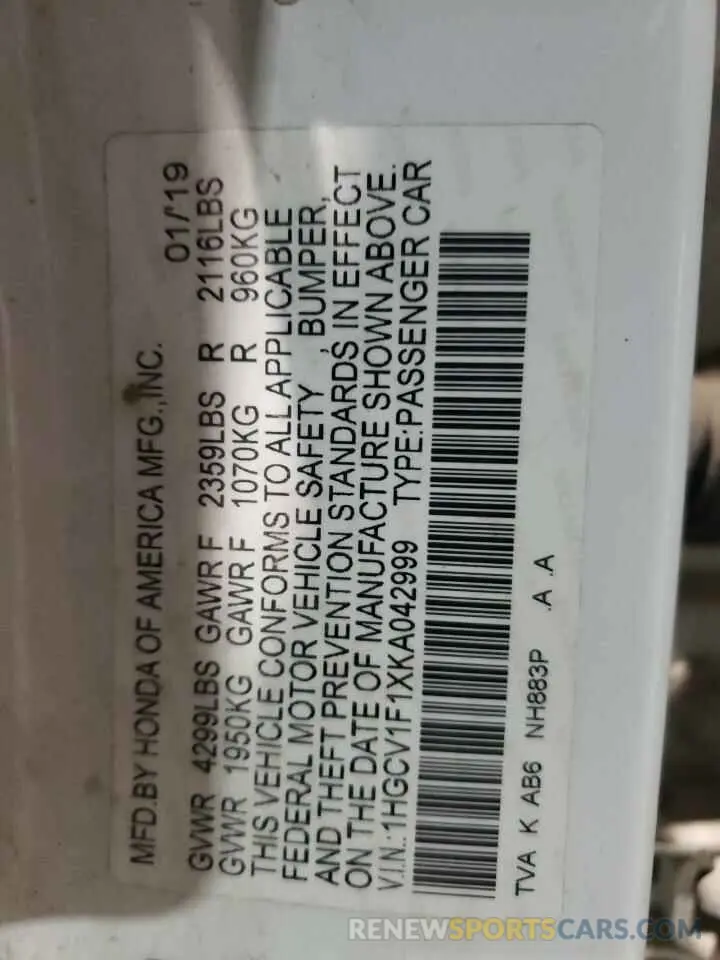 MFD.BY HONDA OF AMERICA MFG.,INC. 01/'19
GVWR 4299LBS GAWR F 2359LBS R 2116LBS
GVWR 1950KG GAWR F 1070KG R 960KG
THIS VEHICLE CONFORMS TO ALL APPLICABLE
FEDERAL MOTOR VEHICLE SAFETY , BUMPER,
AND THEFT PREVENTION STANDARDS IN EFFECT
ON THE DATE OF MANUFACTURE SHOWN ABOVE.
V.I.N.:1HGCV1F1XKA042999 TYPE:PASSENGER CAR
TVA K AB6 NH883P .A .A
RENEWSPORTSCARS.COM